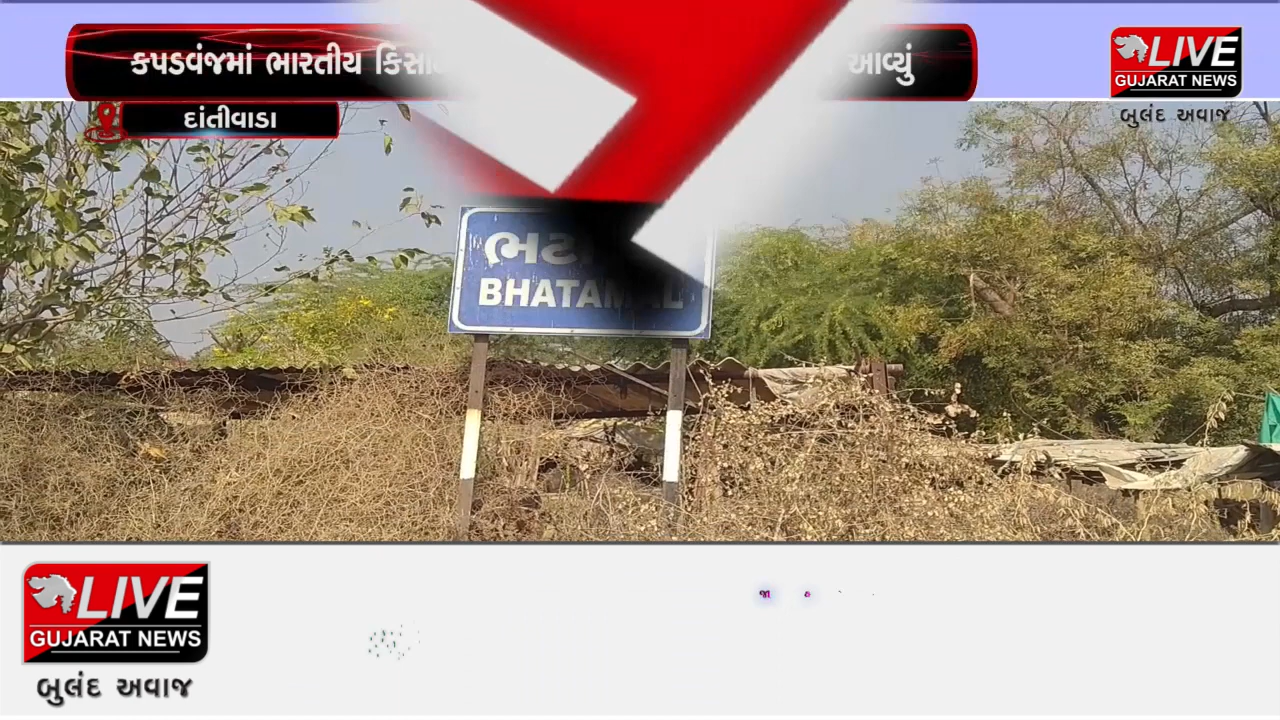 કપડવંજમાં ભારતીય કિસા
આવ્યું
LIVE
GUJARAT NEWS
બુલંદ અવાજ
દાંતીવાડા
BHATAMAL
LIVE
GUJARAT NEWS
બુલંદ અવાજ